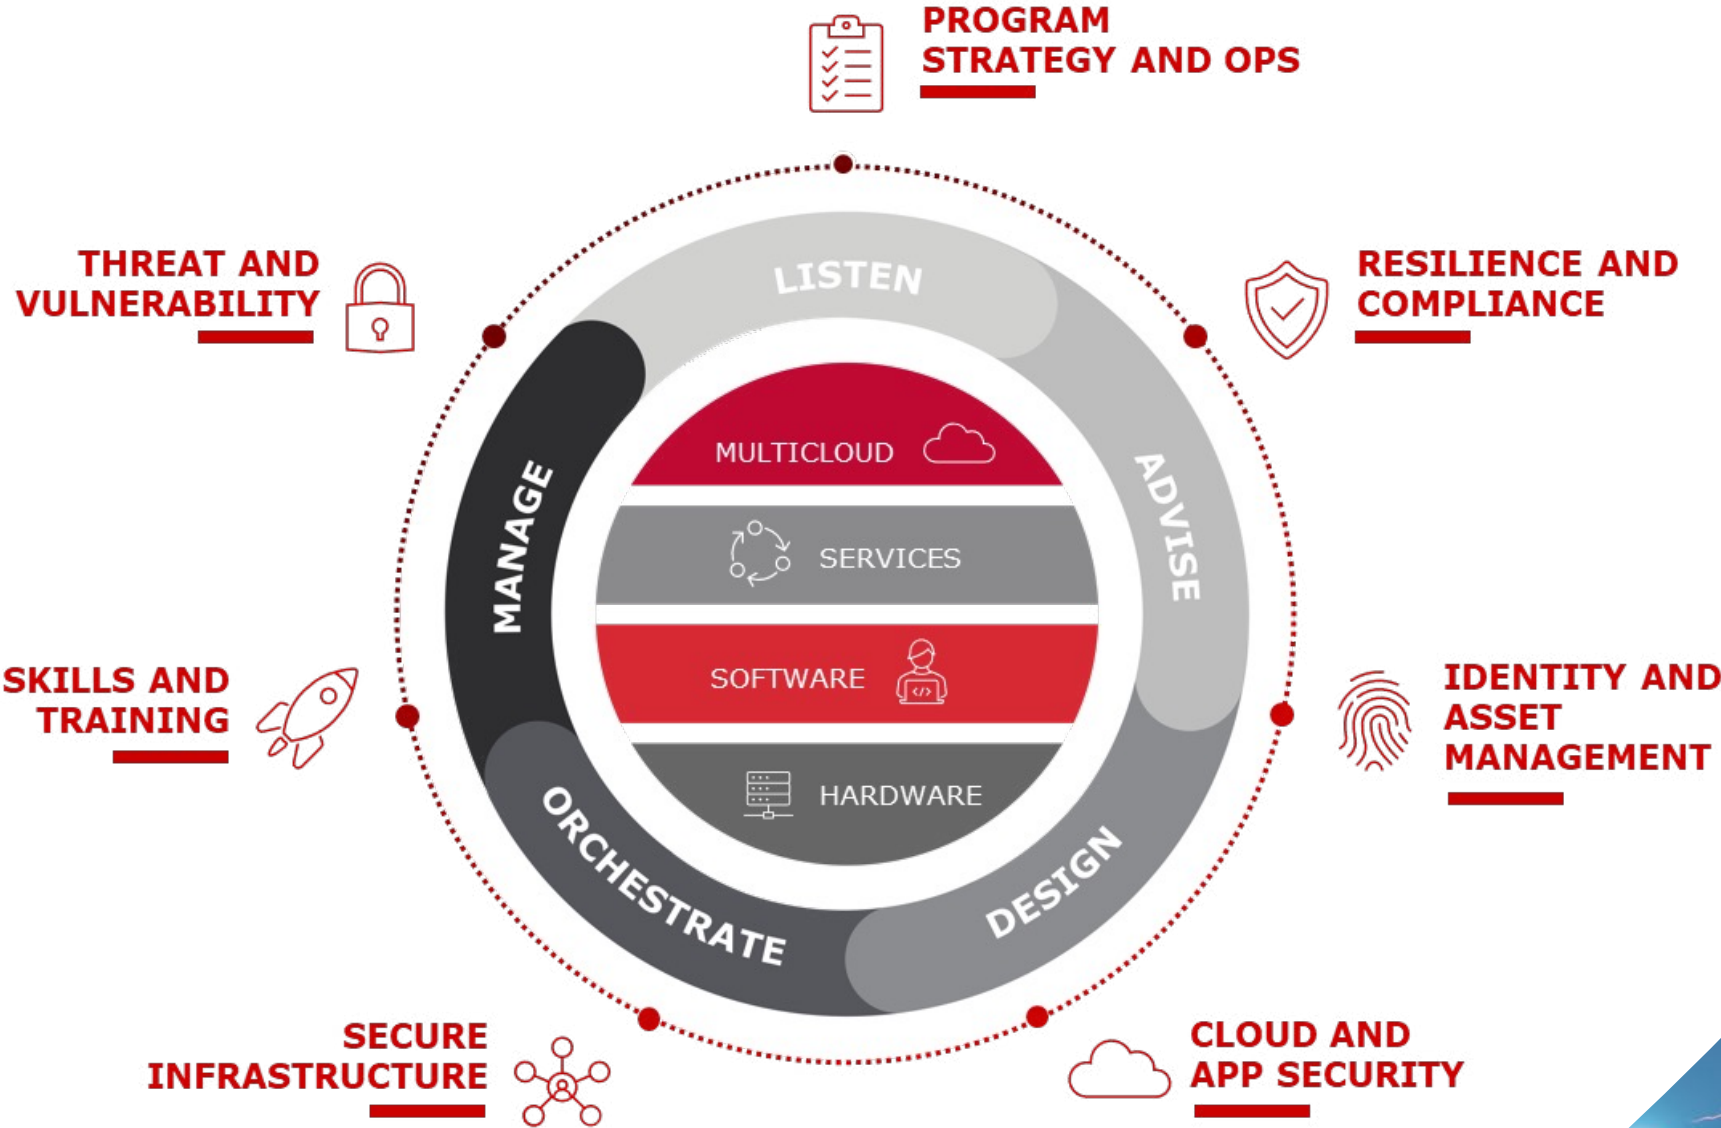 PROGRAM
STRATEGY AND OPS
THREAT AND
VULNERABILITY
RESILIENCE AND
COMPLIANCE
LISTEN
ADVISE
MANAGE
MULTICLOUD
SERVICES
SOFTWARE
</>
HARDWARE
SKILLS AND
TRAINING
IDENTITY AND
ASSET
MANAGEMENT
ORCHESTRATE
DESIGN
SECURE
INFRASTRUCTURE
CLOUD AND
APP SECURITY